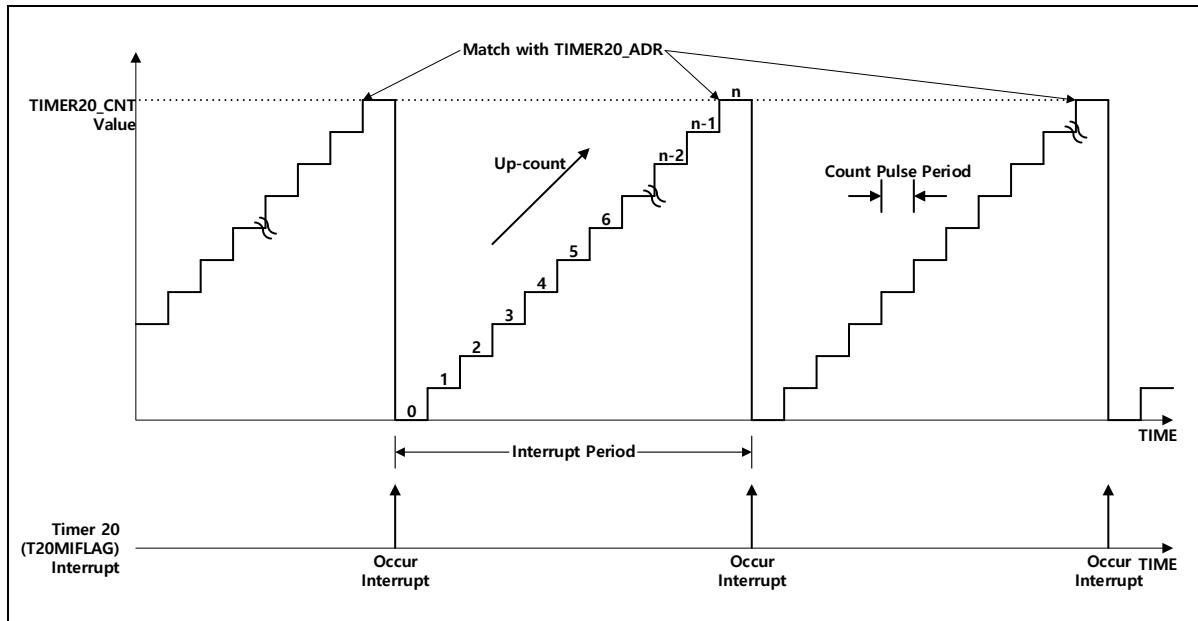 Match with TIMER20_ADR
TIMER20_CNT
Value
n
n-1
n-2
Up-count
Count Pulse Period
6
5
4
3
2
1
0
TIME
Interrupt Period
Timer 20
(T20MIFLAG)
Interrupt
Occur
Interrupt
Occur
Interrupt
Occur
Interrupt
TIME